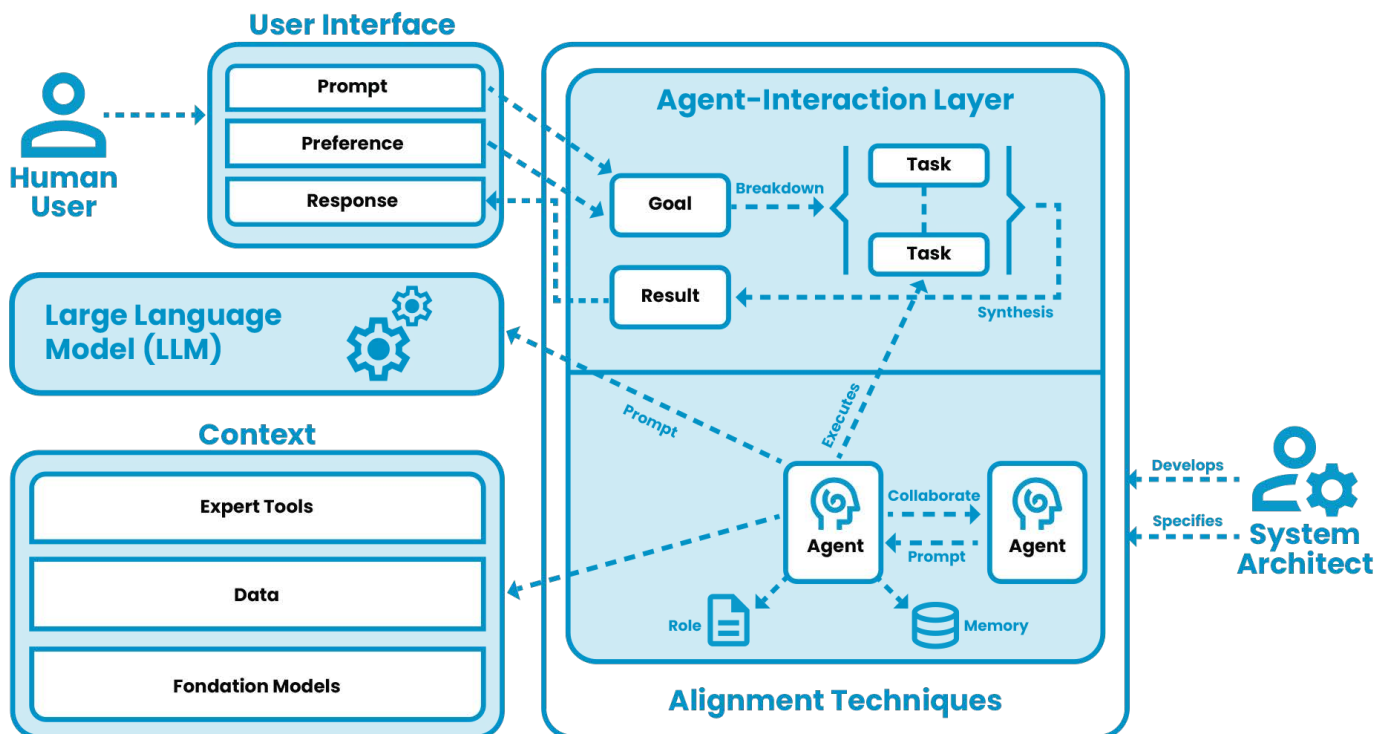 User Interface
Prompt
Preference
Response
Human
User
Large Language
Model (LLM)
Context
Expert Tools
Data
Fondation Models
Agent-Interaction Layer
Goal
Breakdown
Task
Task
Result
Synthesis
Prompt
Executes
Agent
Collaborate
Prompt
Agent
Role
Memory
Alignment Techniques
Develops
Specifies
System
Architect